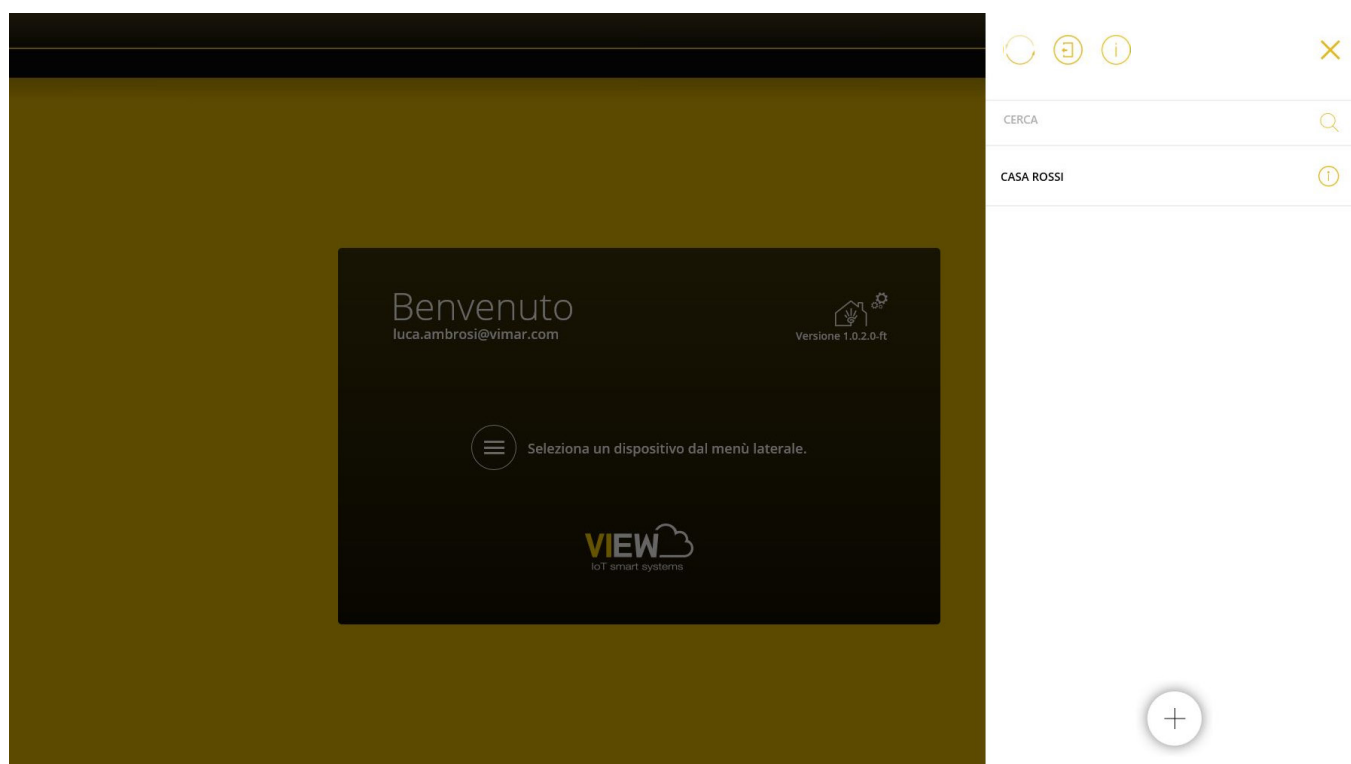 CERCA
CASA ROSSI
Benvenuto
luca.ambrosi@vimar.com
Versione 1.0.2.0-ft
Seleziona un dispositivo dal menù laterale.
VIEW
IoT smart systems